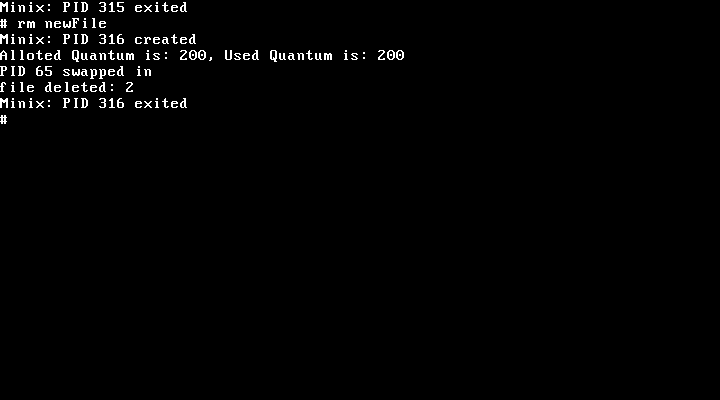 Minix: PID 315 exited
# rm newFile
Minix: PID 316 created
Alloted Quantum is: 200, Used Quantum is: 200
PID 65 swapped in
file deleted: 2
Minix: PID 316 exited
#